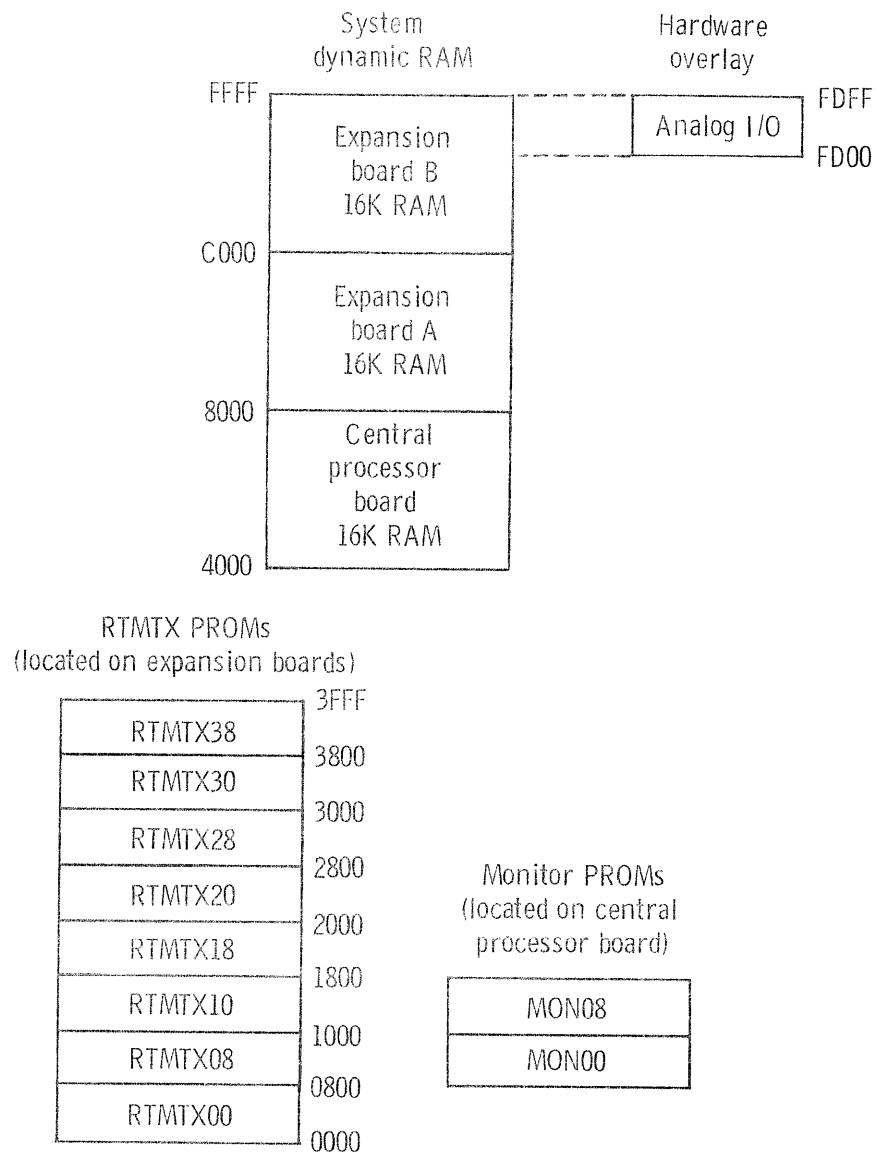 System
dynamic RAM
Hardware
overlay
FFFF
FDFF
Analog I/O
FD00
Expansion
board B
16K RAM
C000
Expansion
board A
16K RAM
8000
Central
processor
board
16K RAM
4000
RTMTX PROMs
(located on expansion boards)
3FFF
RTMTX38
3800
RTMTX30
3000
RTMTX28
2800
RTMTX20
2000
RTMTX18
1800
RTMTX10
1000
RTMTX08
0800
RTMTX00
0000
Monitor PROMs
(located on central
processor board)
MON08
MON00